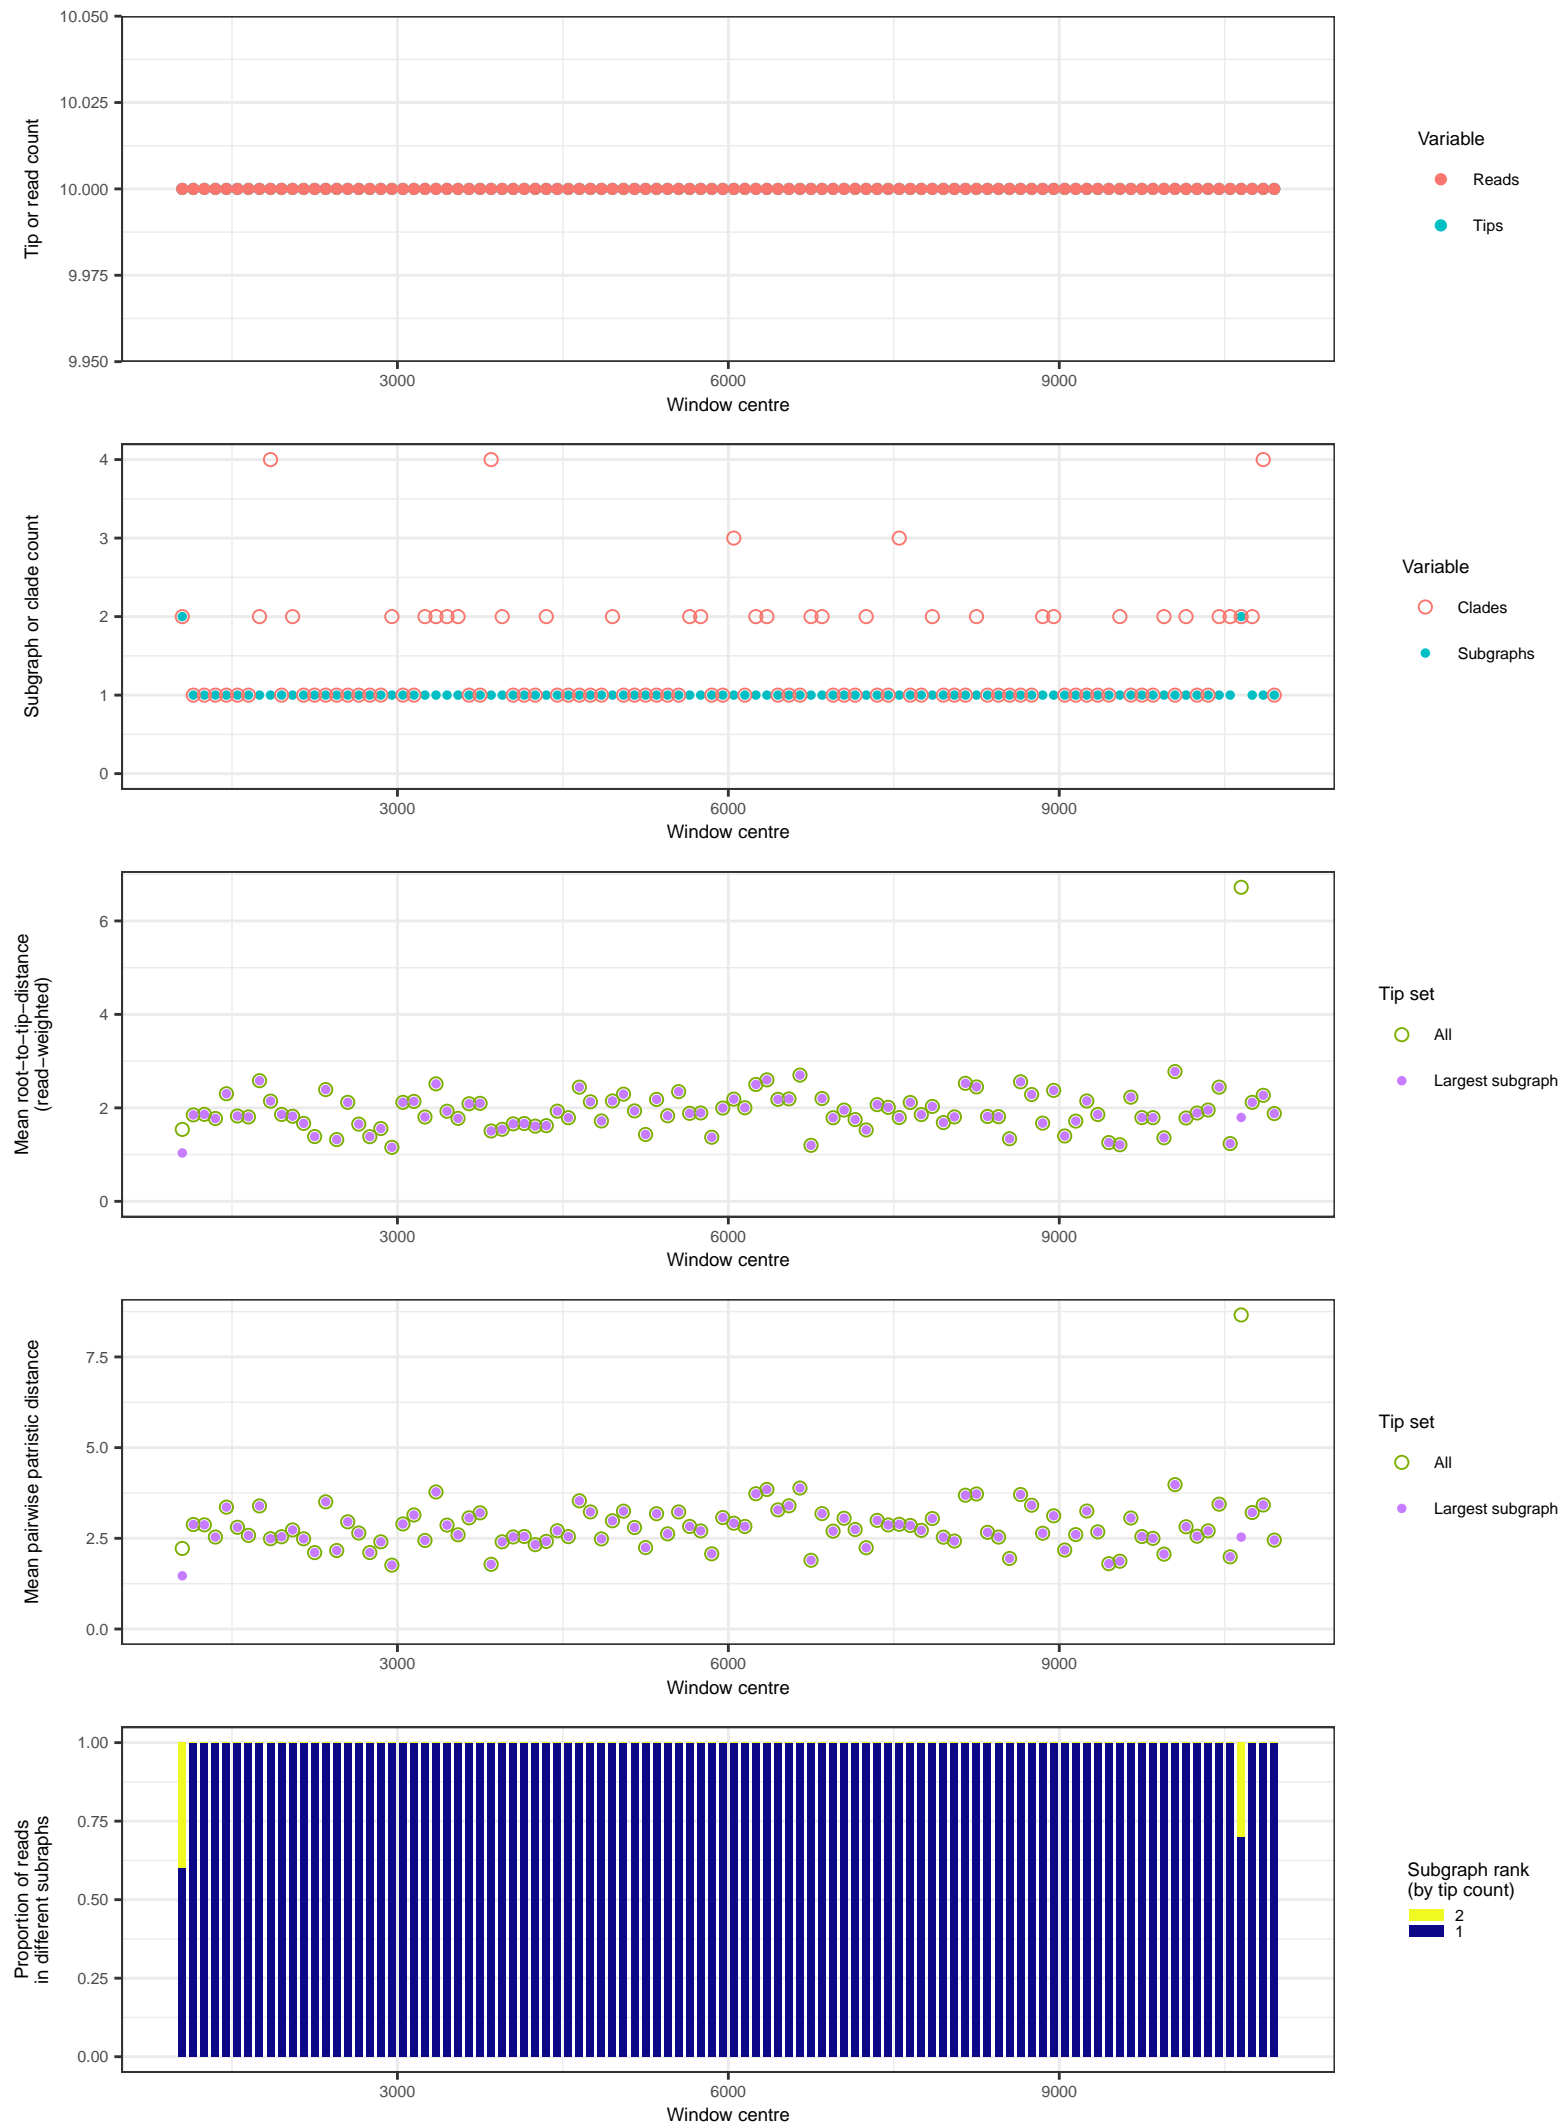 10.050
10.025
10.000
9.975
9.950
Tip or read count
3000
6000
9000
Window centre
Variable
Reads
Tips
4
3
2
1
0
Subgraph or clade count
3000
6000
9000
Window centre
Variable
Clades
Subgraphs
6
4
2
0
Mean root−to−tip−distance
(read−weighted)
3000
6000
9000
Window centre
Tip set
All
Largest subgraph
7.5
5.0
2.5
0.0
Mean pairwise patristic distance
3000
6000
9000
Window centre
Tip set
All
Largest subgraph
1.00
0.75
0.50
0.25
0.00
Proportion of reads
in different subraphs
3000
6000
9000
Window centre
Subgraph rank
(by tip count)
2
1